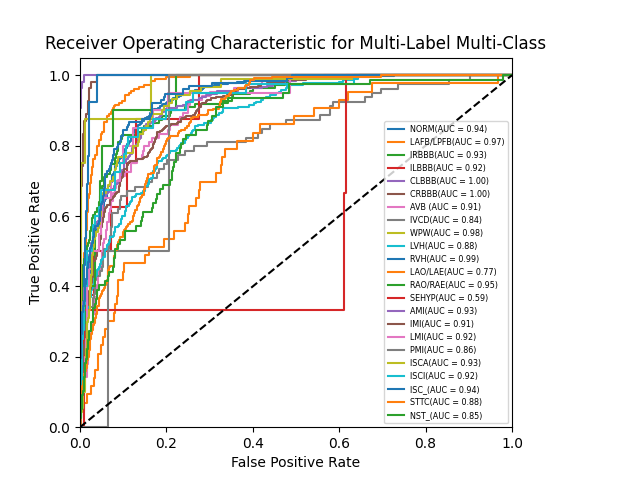 Receiver Operating Characteristic for Multi-Label Multi-Class
1.0
0.8
0.6
0.4
0.2
0.0
True Positive Rate
NORM(AUC = 0.94)
LAFB/LPFB(AUC = 0.97)
IRBBB(AUC = 0.93)
ILBBB(AUC = 0.92)
CLBBB(AUC = 1.00)
CRBBB(AUC = 1.00)
AVB (AUC = 0.91)
IVCD(AUC = 0.84)
WPW(AUC = 0.98)
LVH(AUC = 0.88)
RVH(AUC = 0.99)
LAO/LAE(AUC = 0.77)
RAO/RAE(AUC = 0.95)
SEHYP(AUC = 0.59)
AMI(AUC = 0.93)
IMI(AUC = 0.91)
LMI(AUC = 0.92)
PMI(AUC = 0.86)
ISCA(AUC = 0.93)
ISCI(AUC = 0.92)
ISC_(AUC = 0.94)
STTC(AUC = 0.88)
NST_(AUC = 0.85)
0.0 0.2 0.4 0.6 0.8 1.0
False Positive Rate